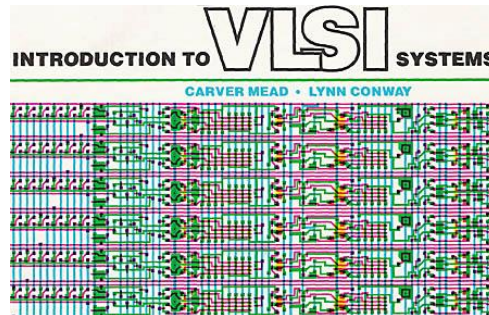 INTRODUCTION TO VLSI SYSTEMS
CARVER MEAD • LYNN CONWAY